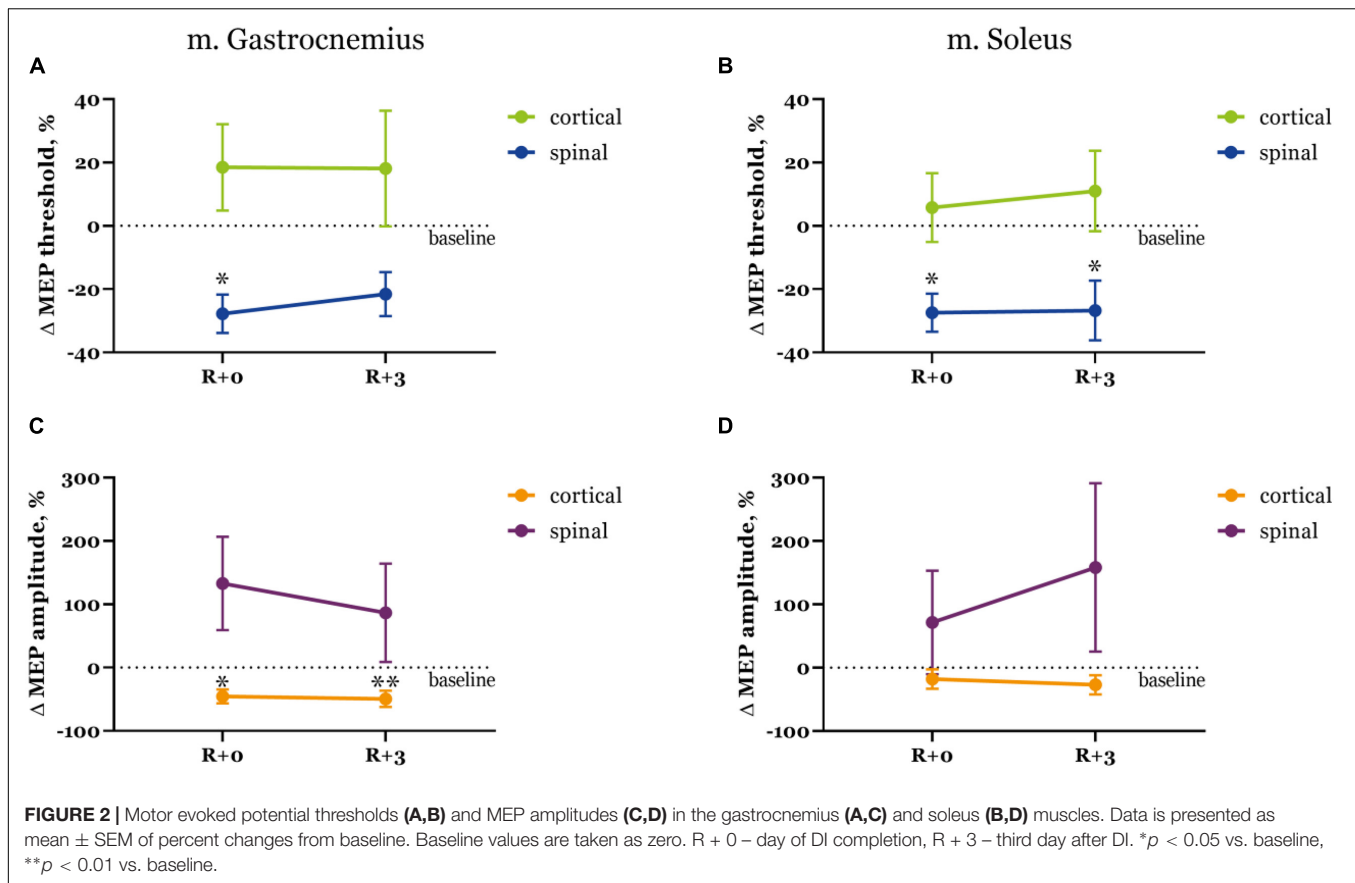 m. Gastrocnemius
m. Soleus
A
Δ MEP threshold, %
40
20
0
-20
-40
cortical
spinal
baseline
*
R+0
R+3
B
Δ MEP threshold, %
40
20
0
-20
-40
cortical
spinal
baseline
*
*
R+0
R+3
C
Δ MEP amplitude, %
300
200
100
0
-100
cortical
spinal
baseline
*
**
R+0
R+3
D
Δ MEP amplitude, %
300
200
100
0
-100
cortical
spinal
baseline
R+0
R+3
FIGURE 2 | Motor evoked potential thresholds (A,B) and MEP amplitudes (C,D) in the gastrocnemius (A,C) and soleus (B,D) muscles. Data is presented as
mean ± SEM of percent changes from baseline. Baseline values are taken as zero. R + 0 – day of DI completion, R + 3 – third day after DI. *p < 0.05 vs. baseline,
**p < 0.01 vs. baseline.